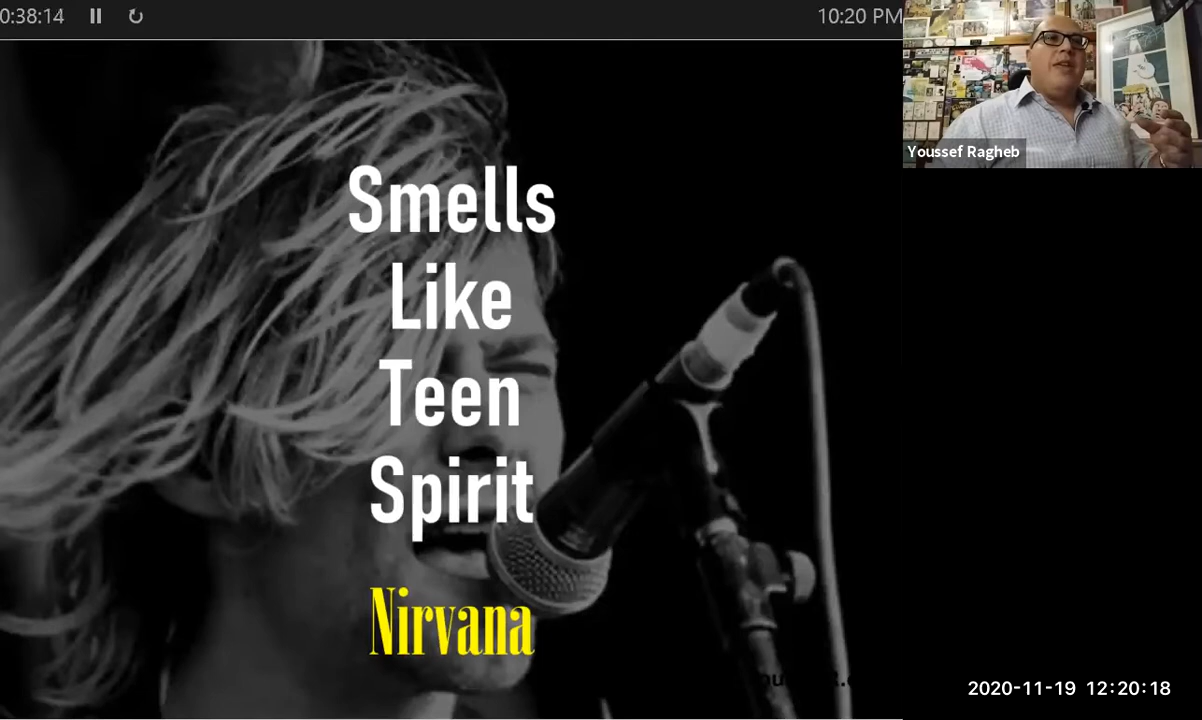 0:38:14
10:20 PM
Youssef Ragheb
Smells
Like
Teen
Spirit
Nirvana
2020-11-19 12:20:18